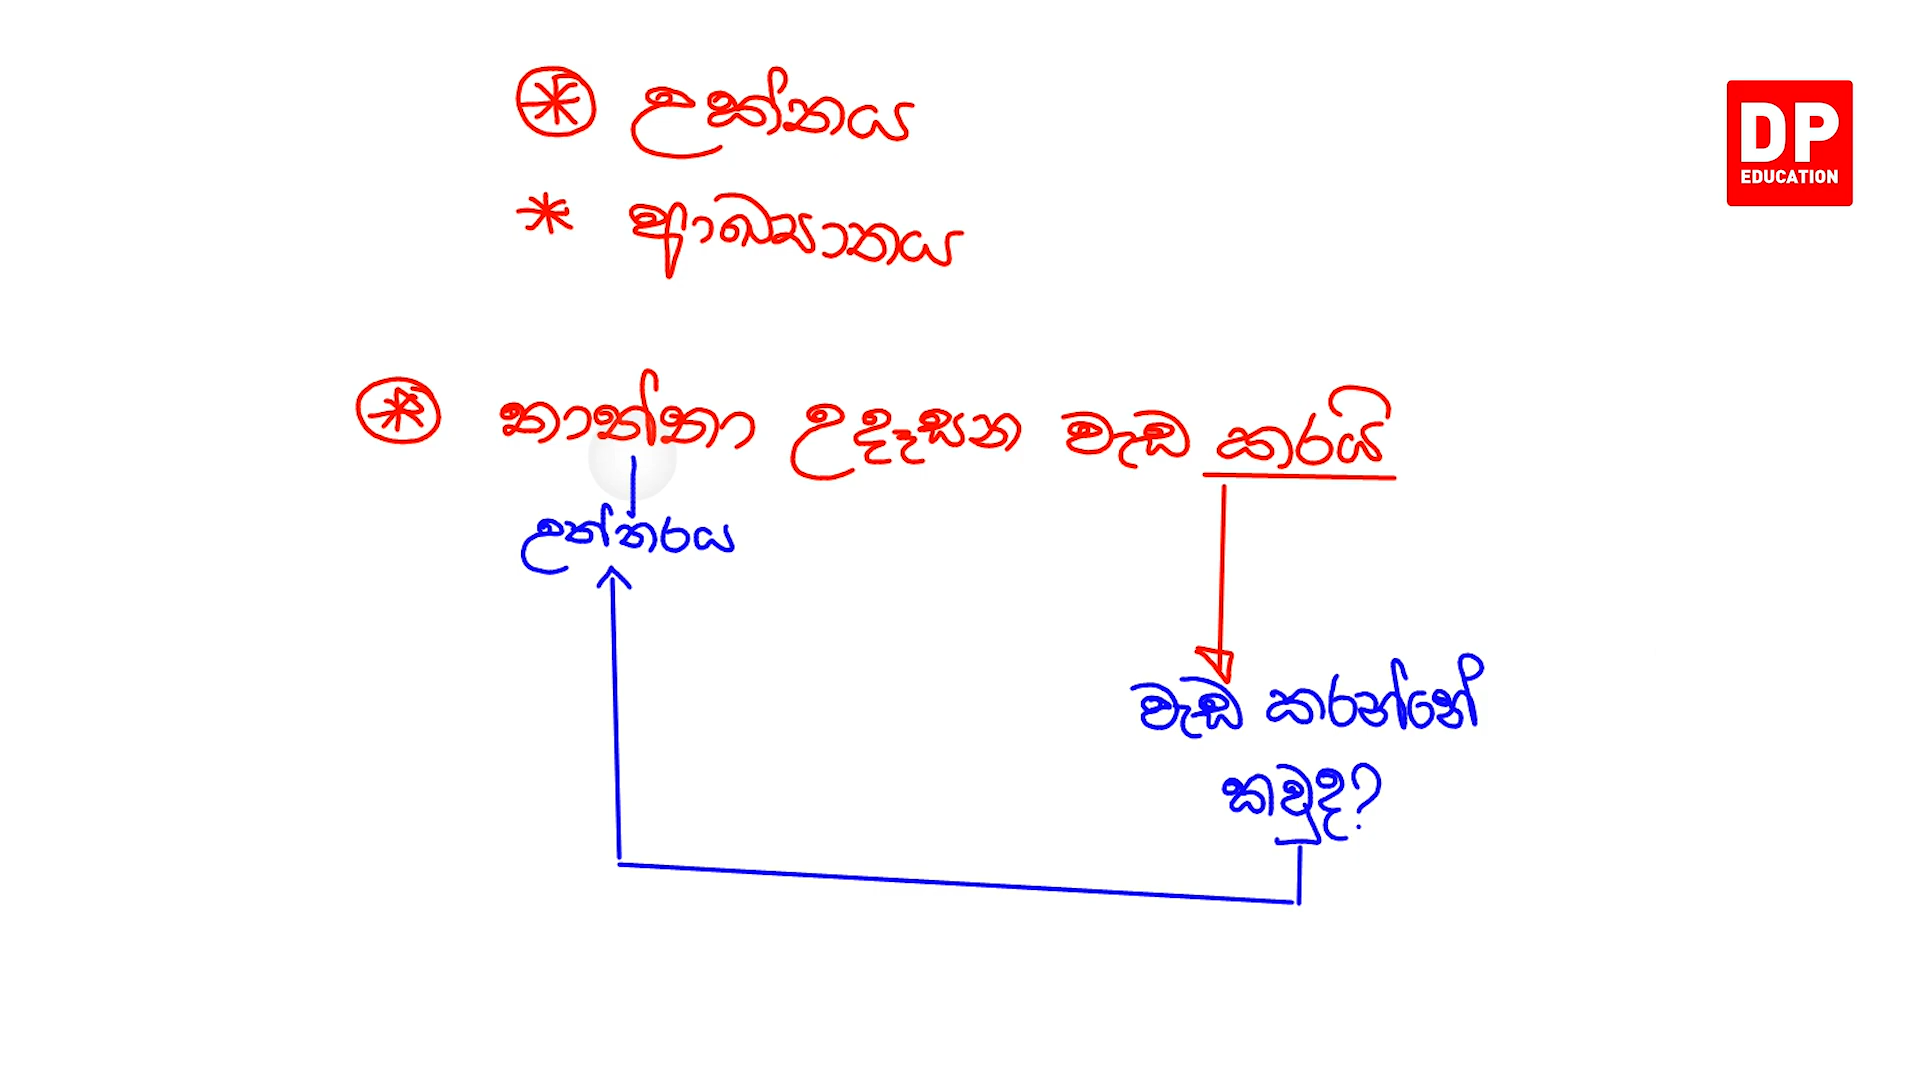 උක්තය
DP
EDUCATION
ආඛ්‍යාතය
තාත්තා උදෑසන වැඩ කරයි
උත්තරය
වැඩ කරන්නේ
කවුද?